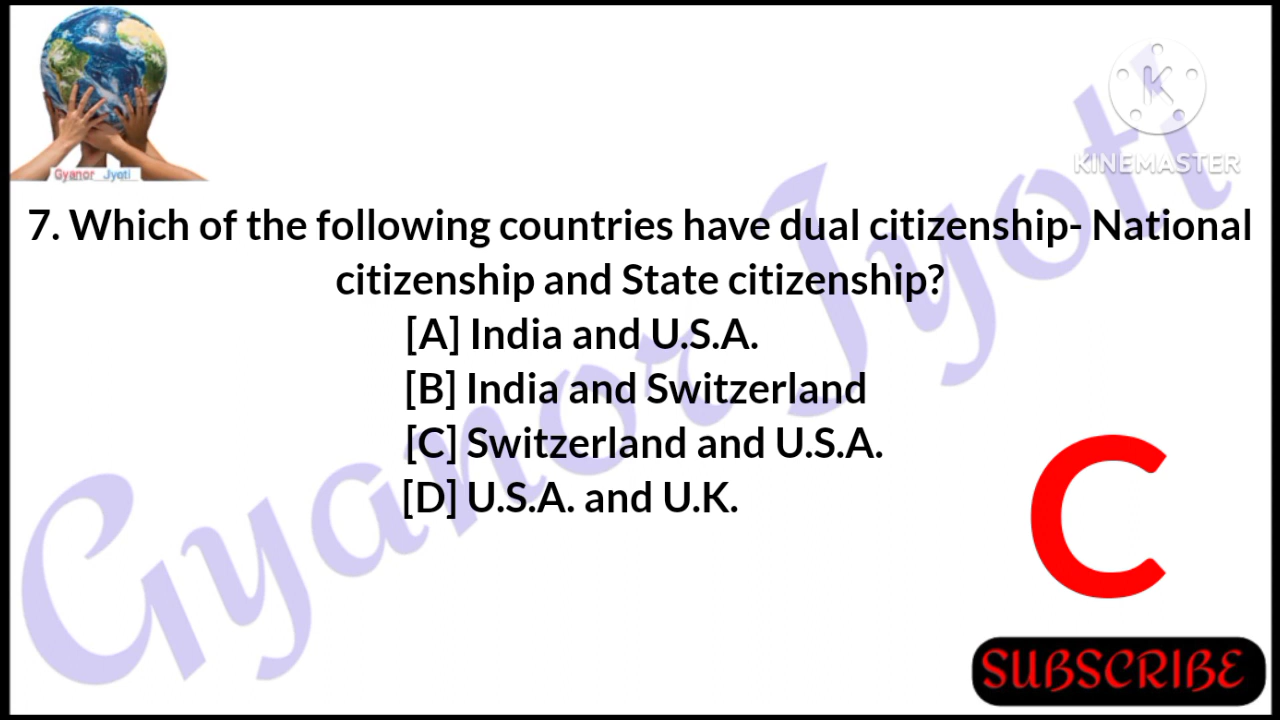 Gyanor Jyoti
K
KINEMASTER
7. Which of the following countries have dual citizenship- National
citizenship and State citizenship?
[A] India and U.S.A.
[B] India and Switzerland
[C] Switzerland and U.S.A.
[D] U.S.A. and U.K.
C
Gyanor Jyoti
SUBSCRIBE